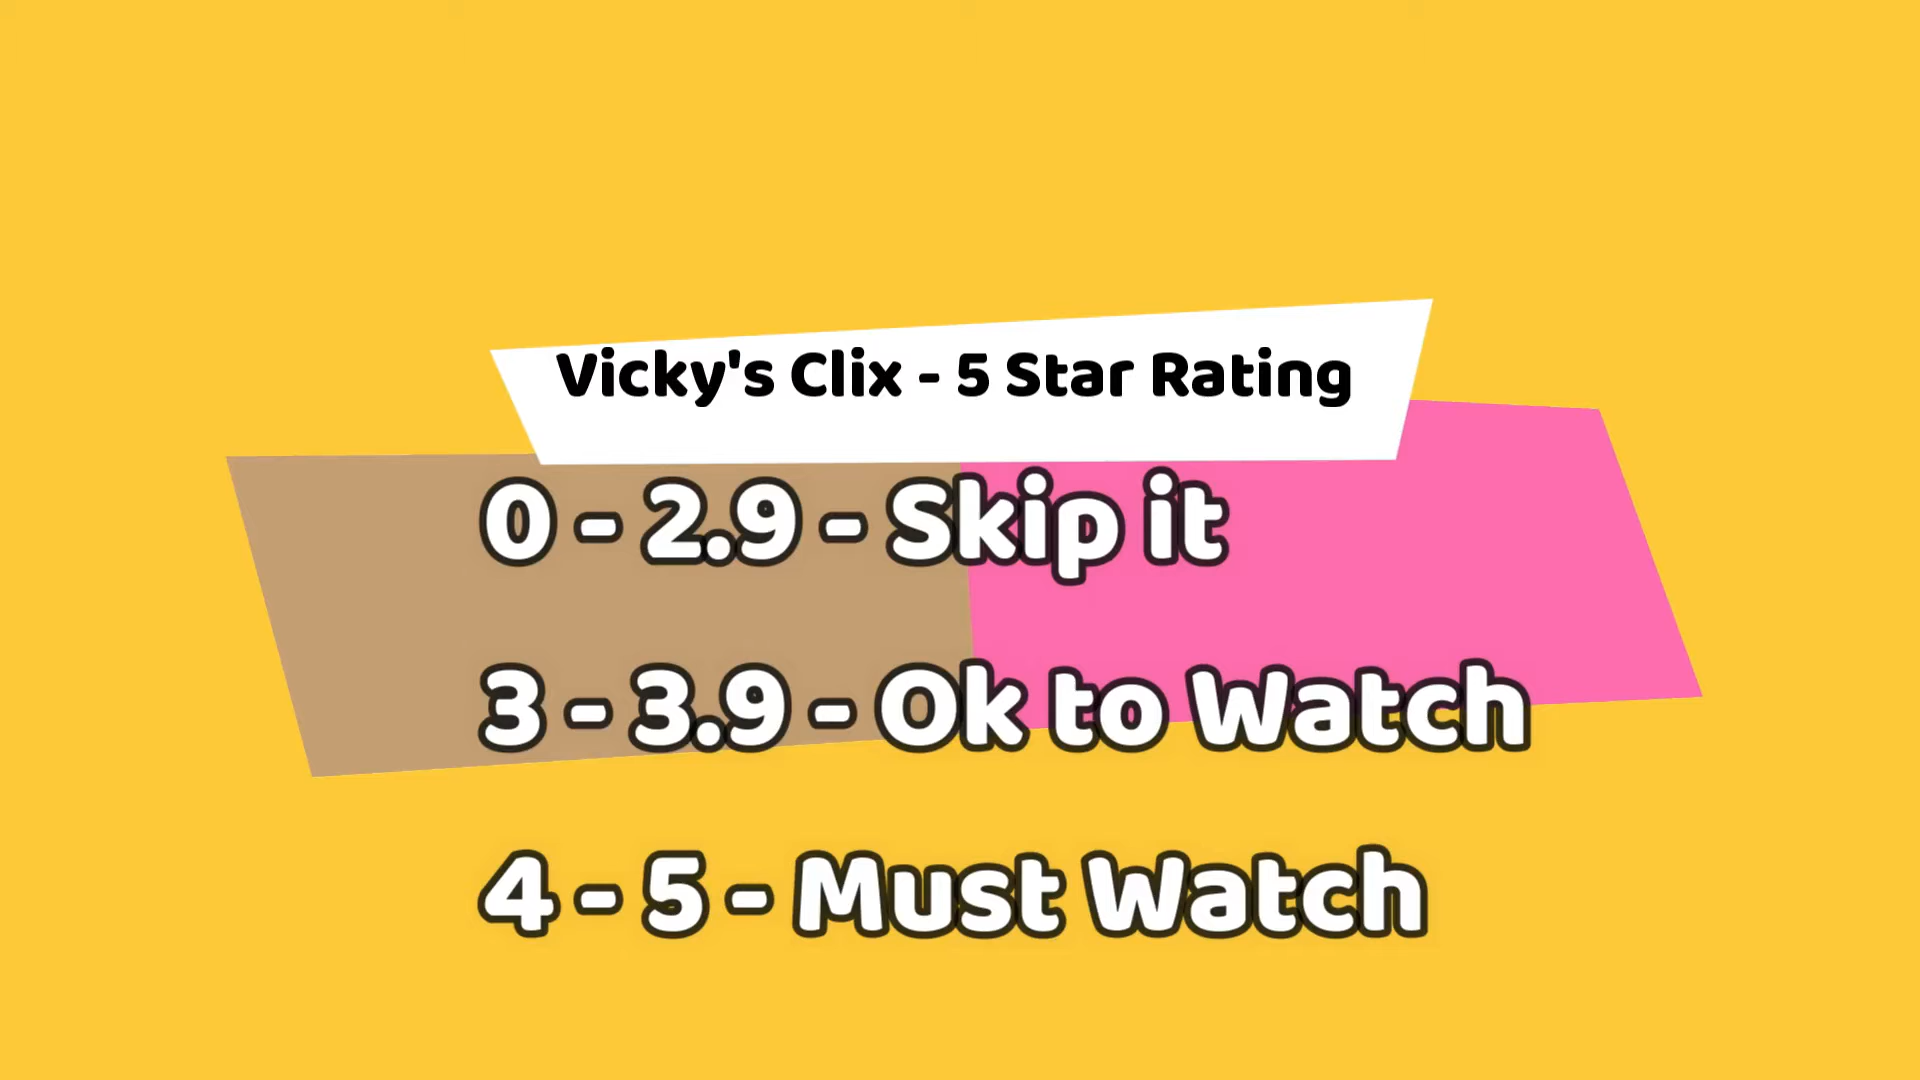 Vicky's Clix - 5 Star Rating
0 - 2.9 - Skip it
3 - 3.9 - Ok to Watch
4 - 5 - Must Watch